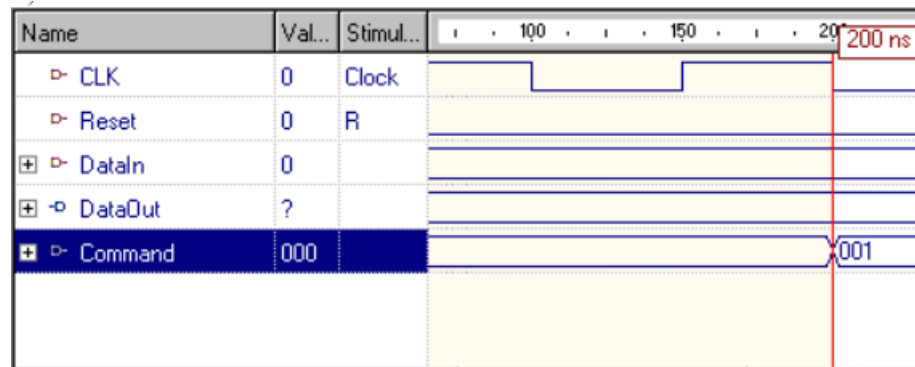 Name Val... Stimul... 100 150 200 ns
CLK 0 Clock
Reset 0 R
DataIn 0
DataOut ?
Command 000 001